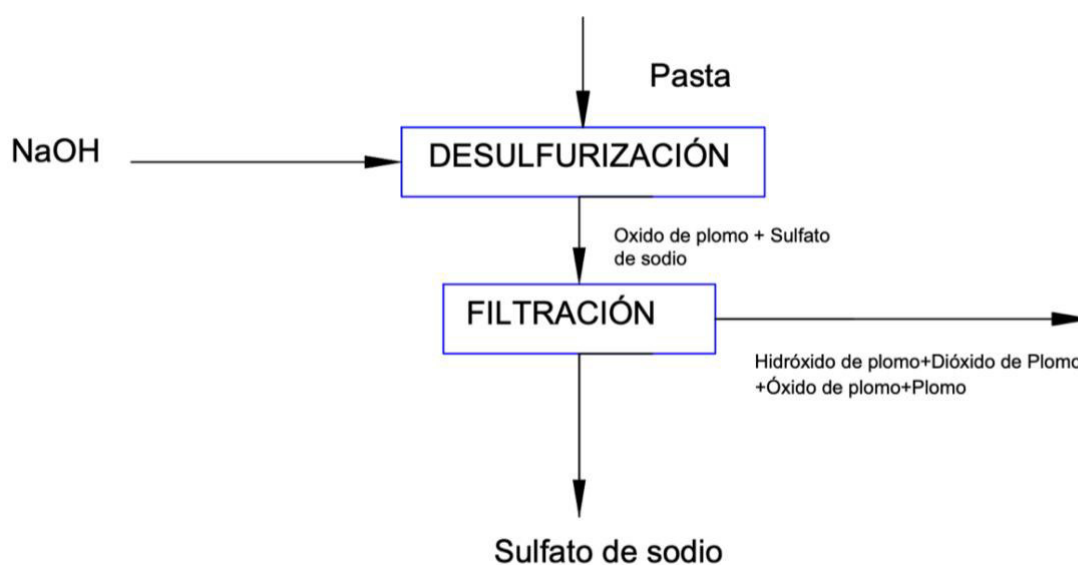 Pasta
NaOH
DESULFURIZACIÓN
Oxido de plomo + Sulfato
de sodio
FILTRACIÓN
Hidróxido de plomo+Dióxido de Plomo
+Óxido de plomo+Plomo
Sulfato de sodio